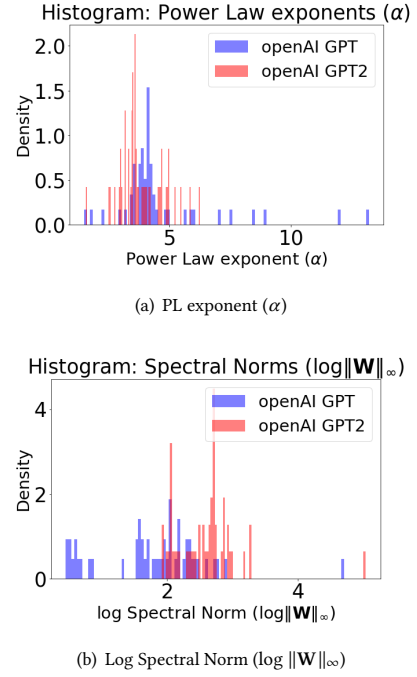 Histogram: Power Law exponents (α)
openAI GPT
openAI GPT2
Density
2.0
1.5
1.0
0.5
0.0
5
10
Power Law exponent (α)
(a) PL exponent (α)
Histogram: Spectral Norms (log‖W‖∞)
openAI GPT
openAI GPT2
Density
4
2
0
2
4
log Spectral Norm (log‖W‖∞)
(b) Log Spectral Norm (log ‖W‖∞)